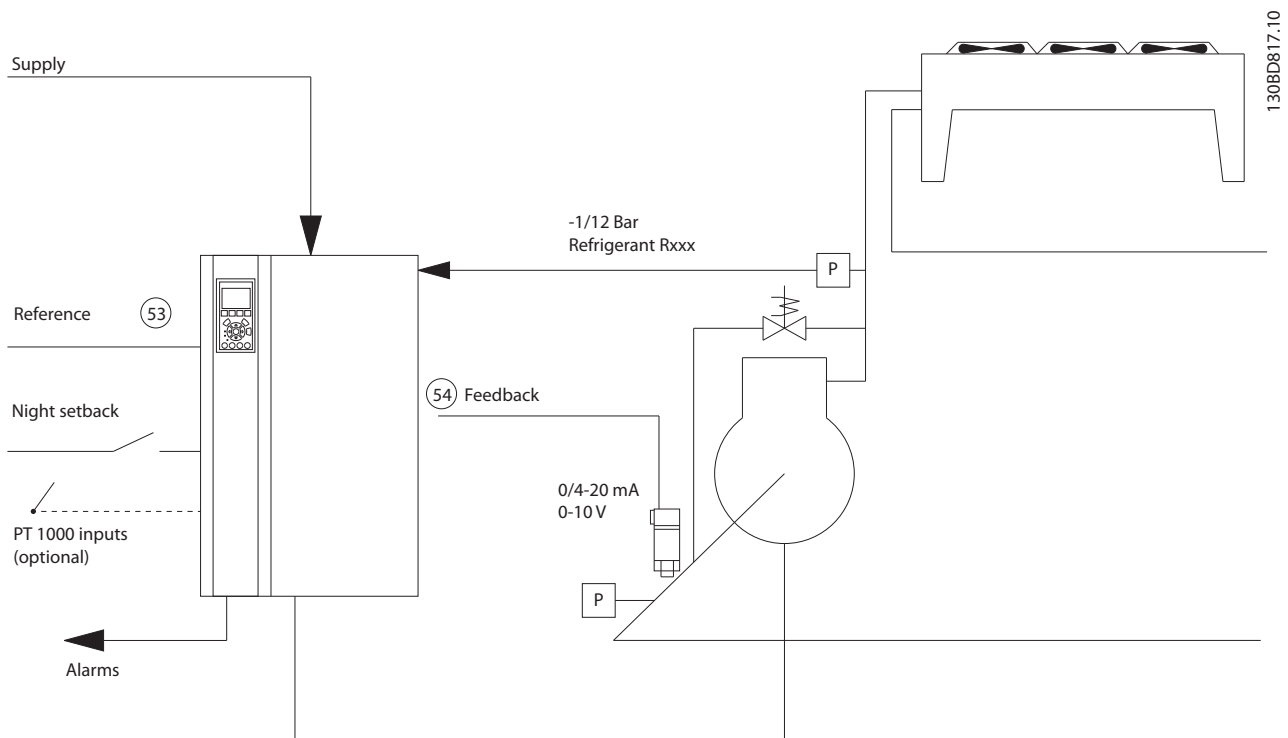 130BD817.10
Supply
-1/12 Bar
Refrigerant Rxxx
P
Reference
53
54 Feedback
Night setback
0/4-20 mA
0-10 V
PT 1000 inputs
(optional)
P
Alarms